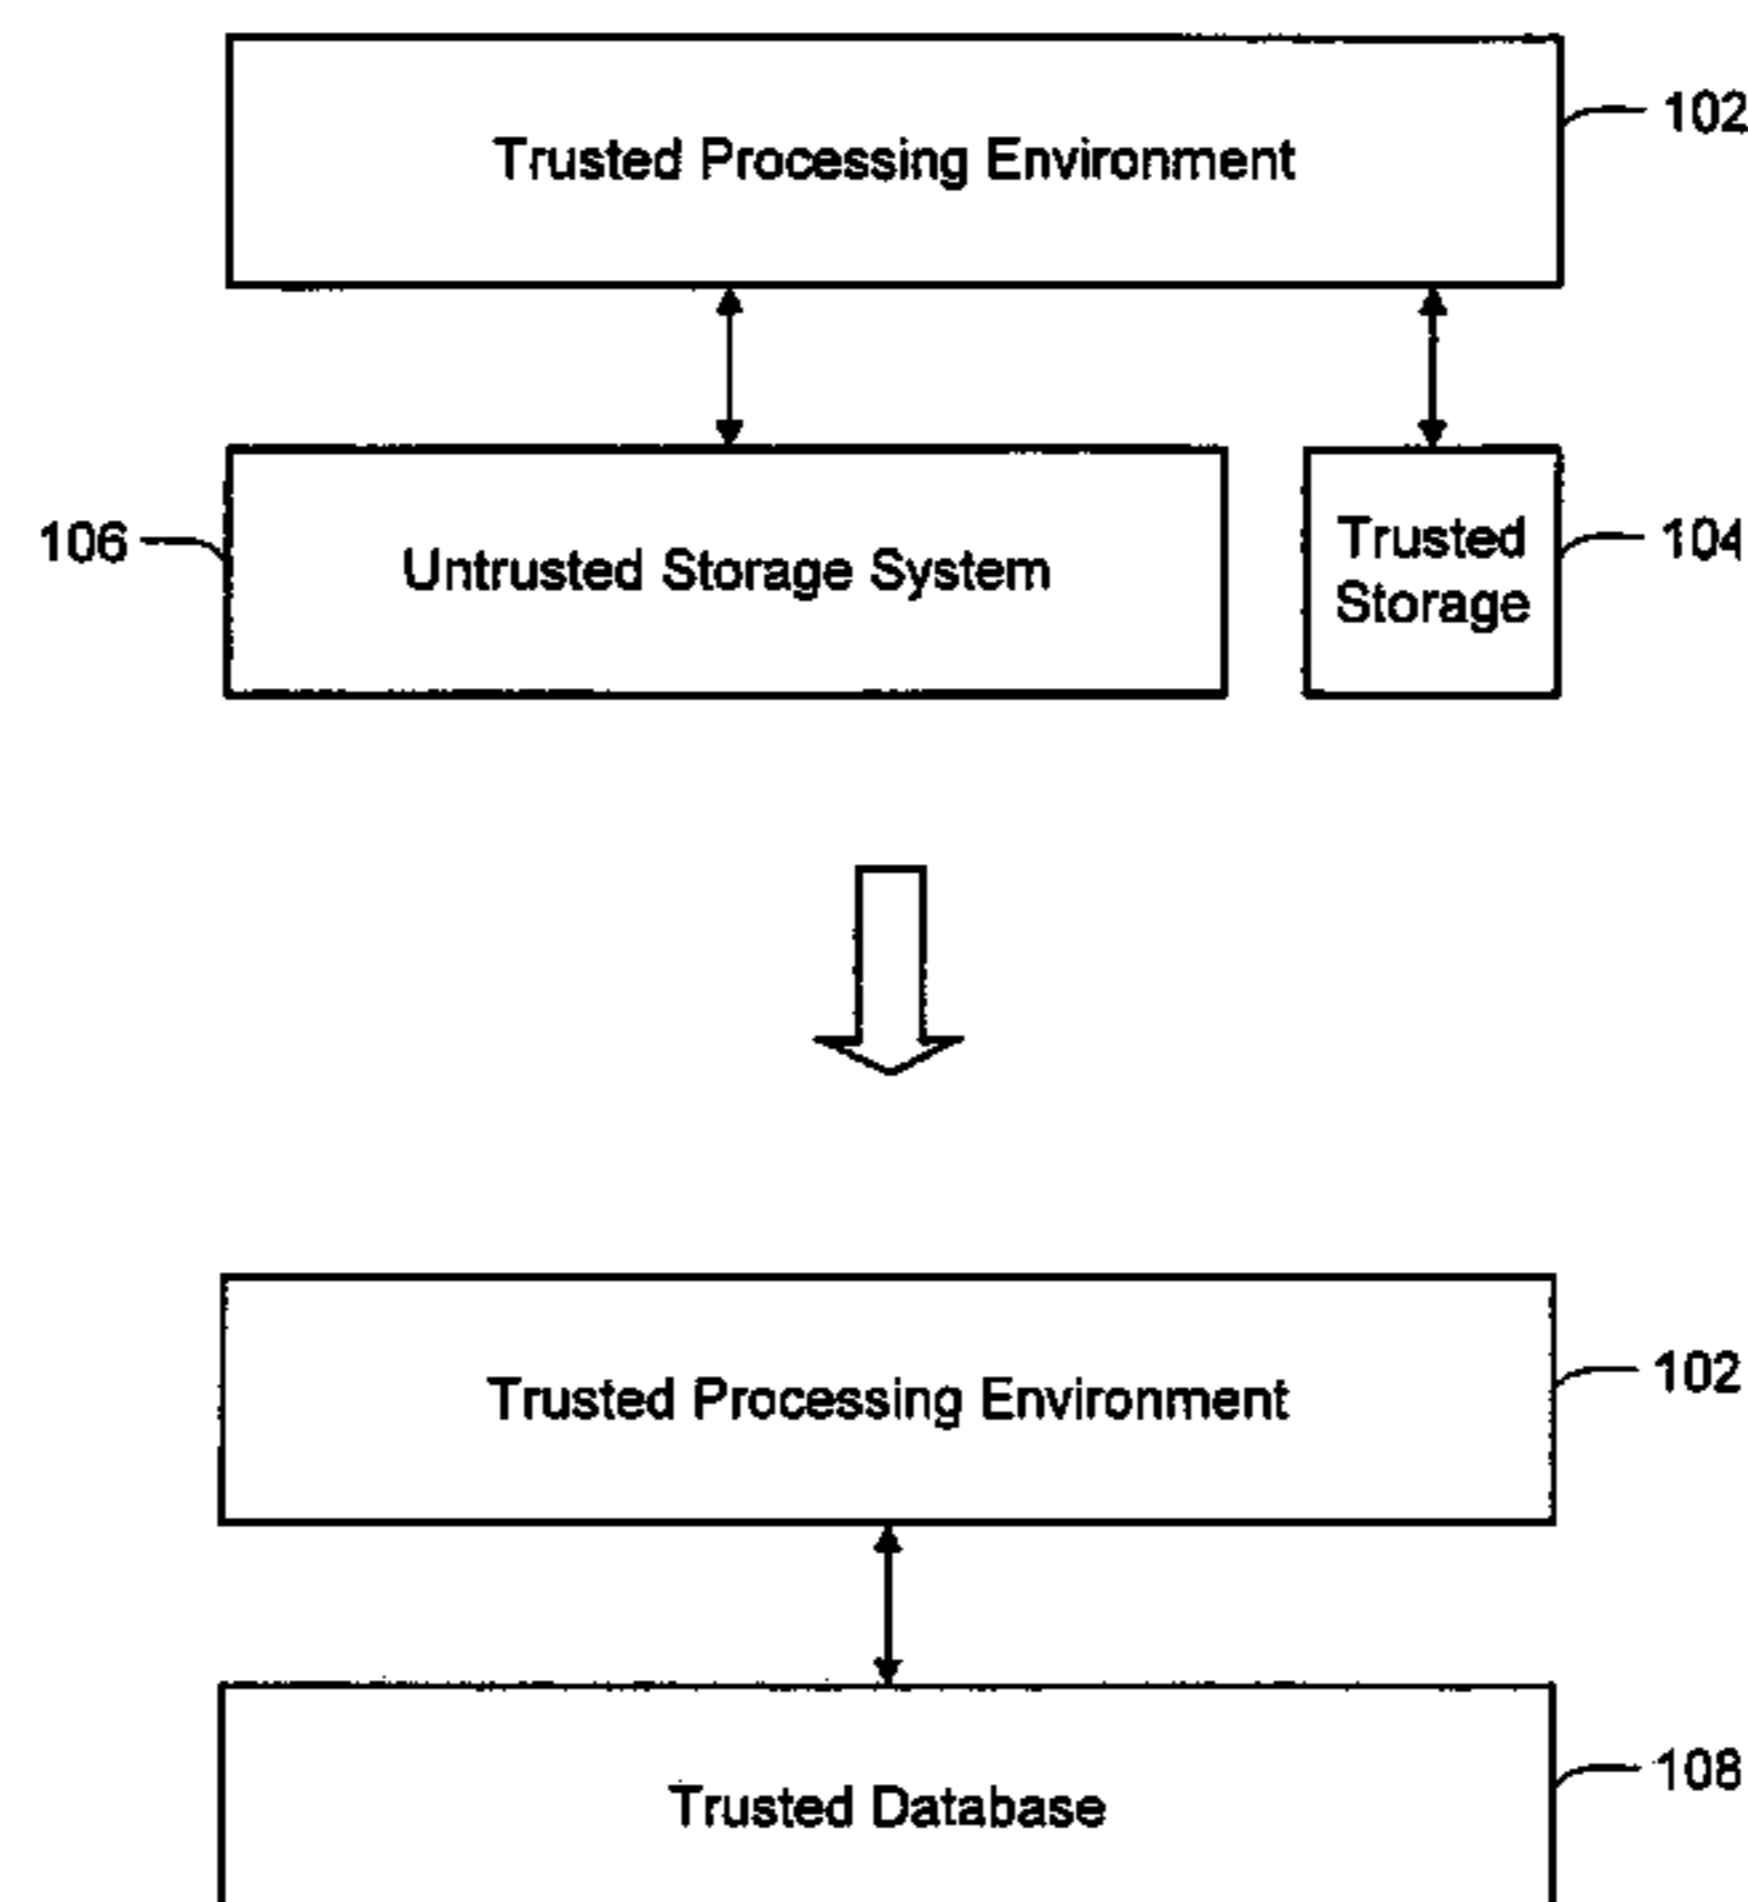 Trusted Processing Environment
102
106
Untrusted Storage System
Trusted
Storage
104
Trusted Processing Environment
102
Trusted Database
108